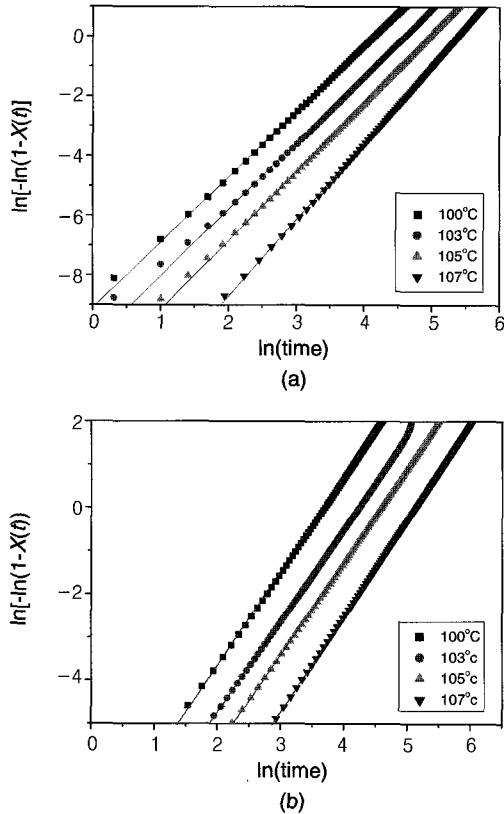 0
-2
-4
-6
-8
ln[-ln(1-X(t)]
100°C
103°C
105°C
107°C
0 1 2 3 4 5 6
ln(time)
(a)
2
0
-2
-4
ln[-ln(1-X(t))
100°C
103°c
105°c
107°c
0 1 2 3 4 5 6
ln(time)
(b)